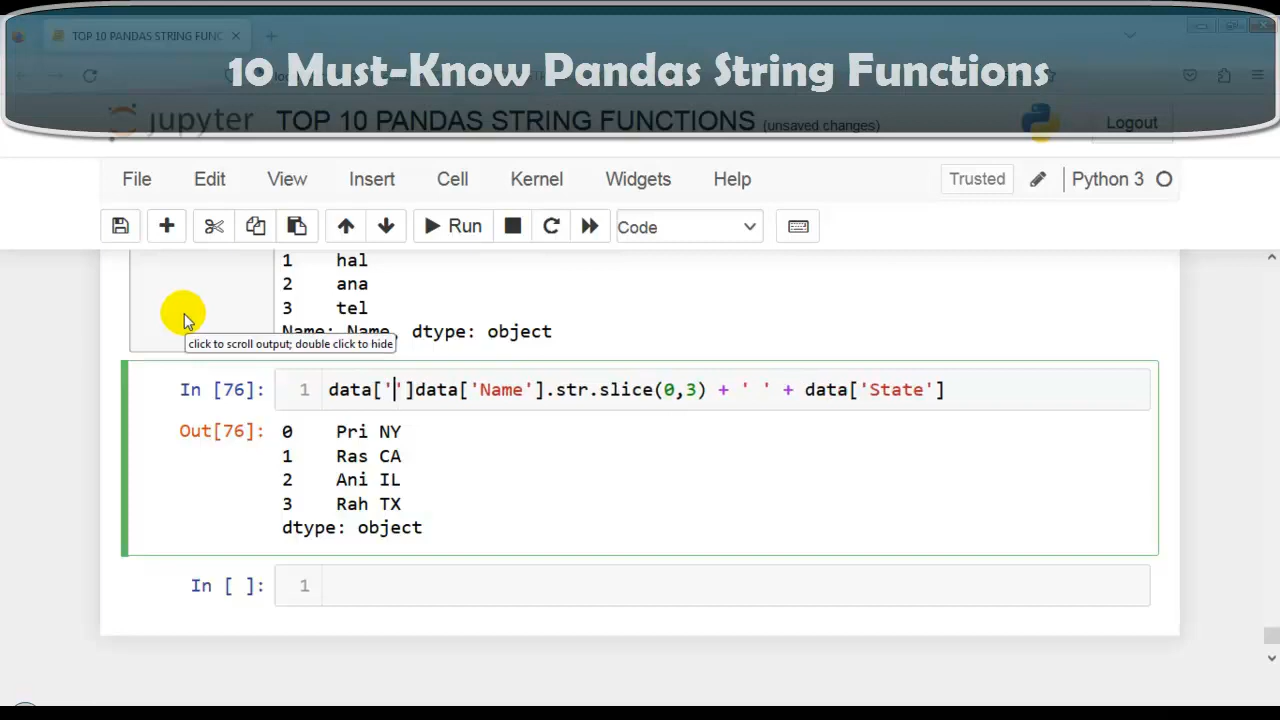 TOP 10 PANDAS STRING FUNC
10 Must-Know Pandas String Functions
jupyter TOP 10 PANDAS STRING FUNCTIONS (unsaved changes)
Logout
File Edit View Insert Cell Kernel Widgets Help Trusted Python 3
Run Code
1 hal
2 ana
3 tel
Name: Name, dtype: object
click to scroll output; double click to hide
In [76]: 1 data['']data['Name'].str.slice(0,3) + ' ' + data['State']
Out[76]: 0 Pri NY
1 Ras CA
2 Ani IL
3 Rah TX
dtype: object
In [ ]: 1